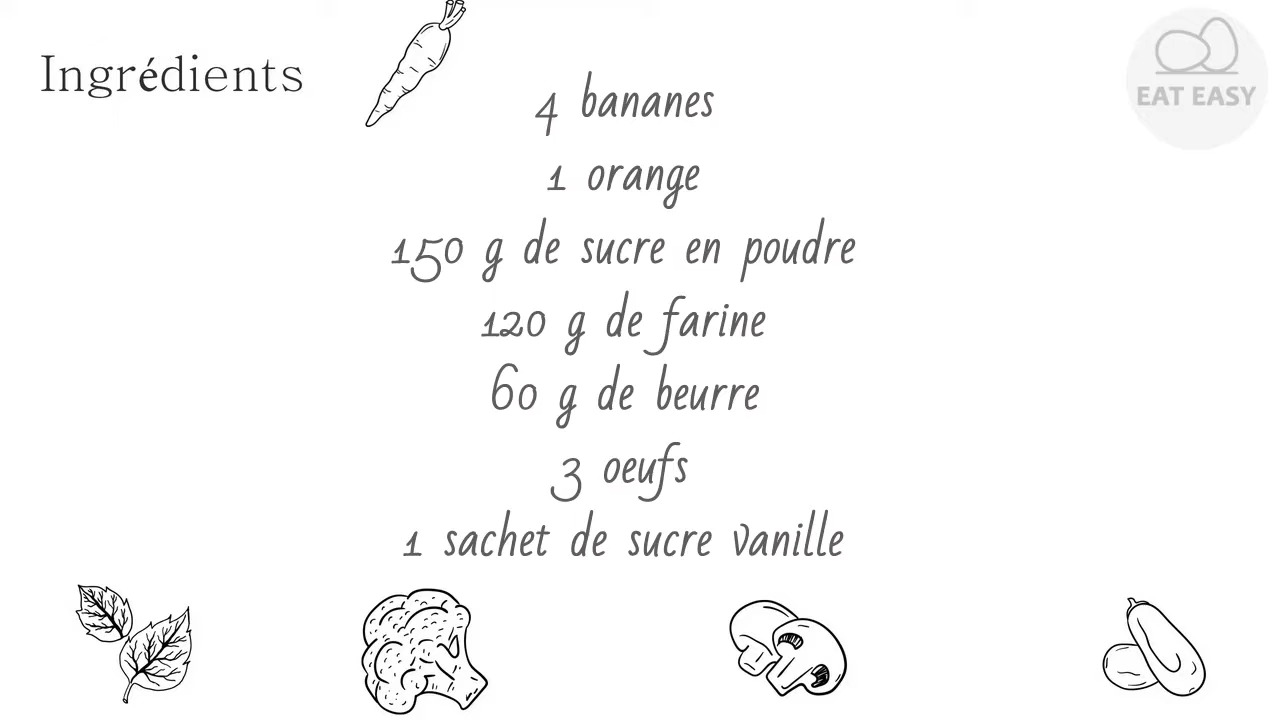 Ingrédients
EAT EASY
4 bananes
1 orange
150 g de sucre en poudre
120 g de farine
60 g de beurre
3 oeufs
1 sachet de sucre vanille